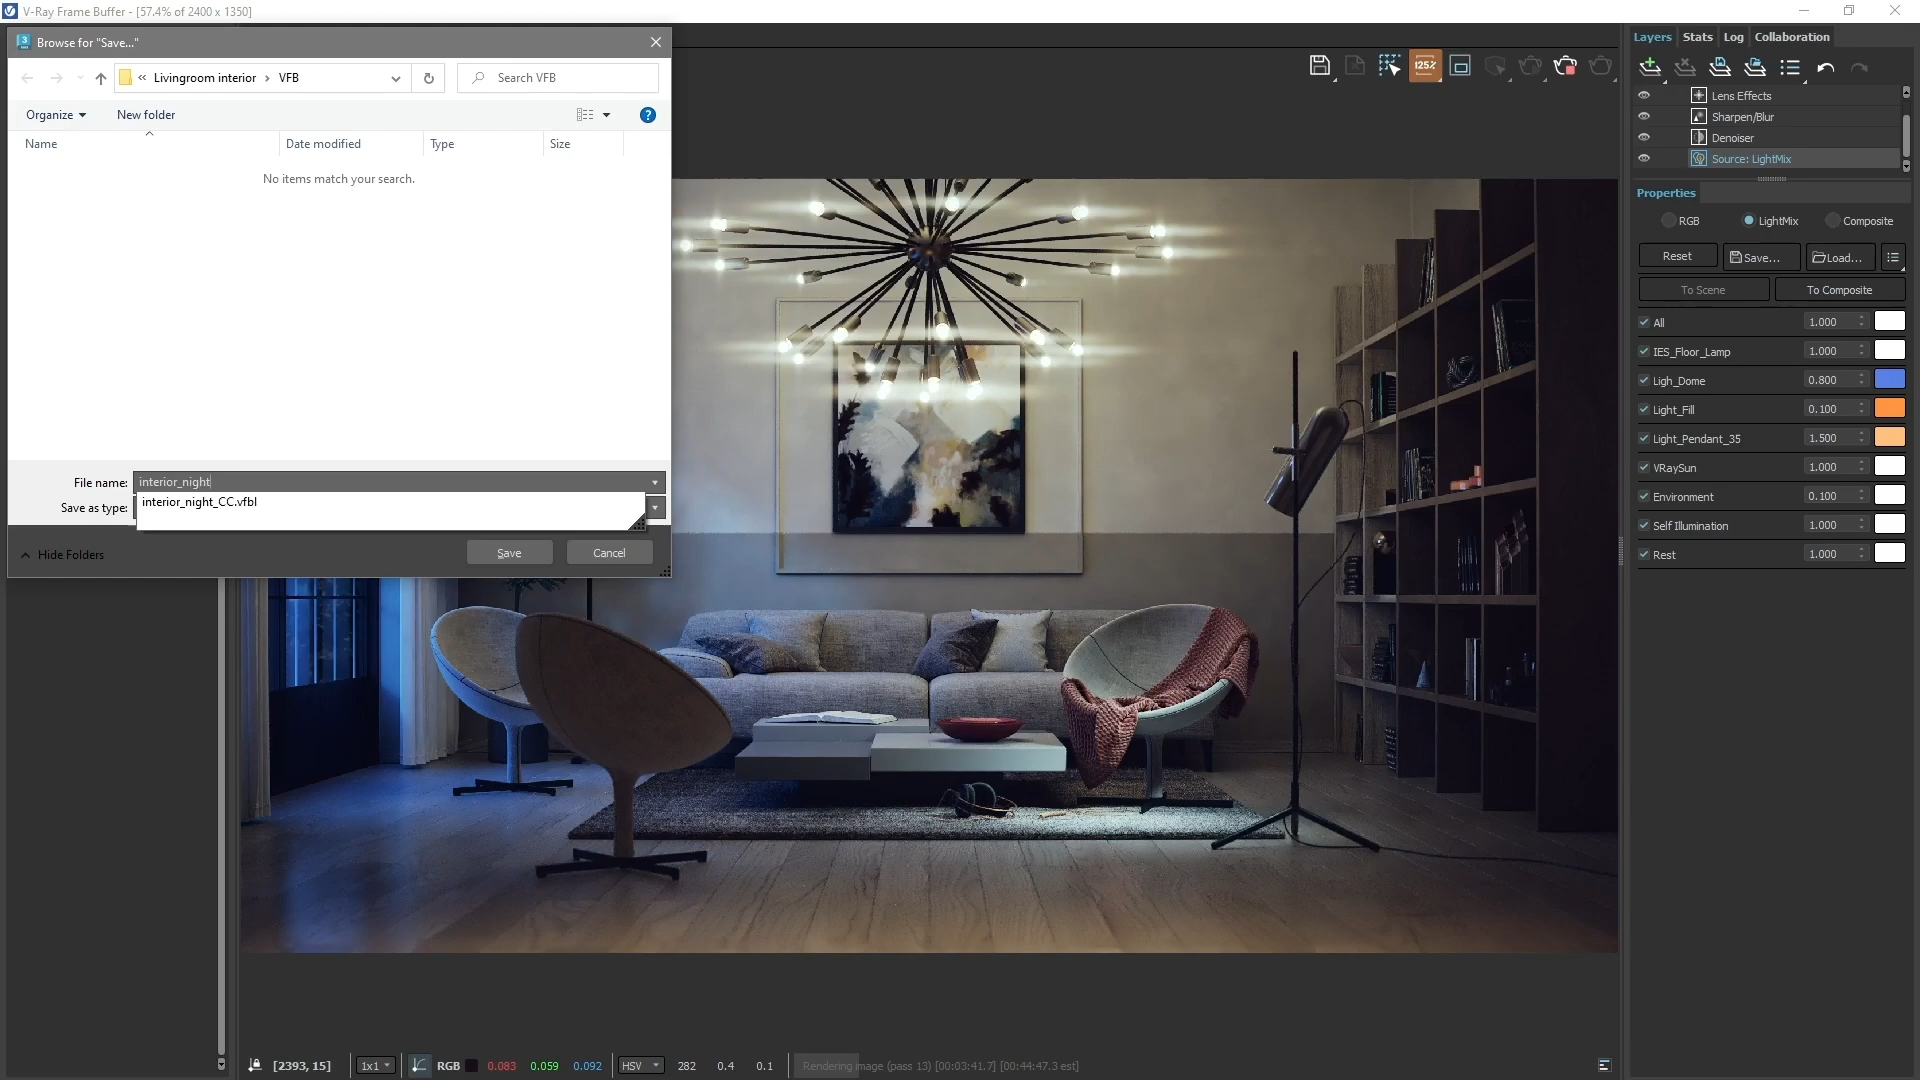 V-Ray Frame Buffer - [57.4% of 2400 x 1350]
Browse for "Save..."
« Livingroom interior › VFB
Search VFB
Organize
New folder
Name
Date modified
Type
Size
No items match your search.
File name:
interior_night
interior_night_CC.vfbl
Save as type:
Hide Folders
Save
Cancel
125%
Layers
Stats
Log
Collaboration
Lens Effects
Sharpen/Blur
Denoiser
Source: LightMix
Properties
RGB
LightMix
Composite
Reset
Save...
Load...
To Scene
To Composite
All 1.000
IES_Floor_Lamp 1.000
Ligh_Dome 0.800
Light_Fill 0.100
Light_Pendant_35 1.500
VRaySun 1.000
Environment 0.100
Self Illumination 1.000
Rest 1.000
[2393, 15]
1x1
RGB
0.083
0.059
0.092
HSV
282
0.4
0.1
Rendering image (pass 13) [00:03:41.7] [00:44:47.3 est]